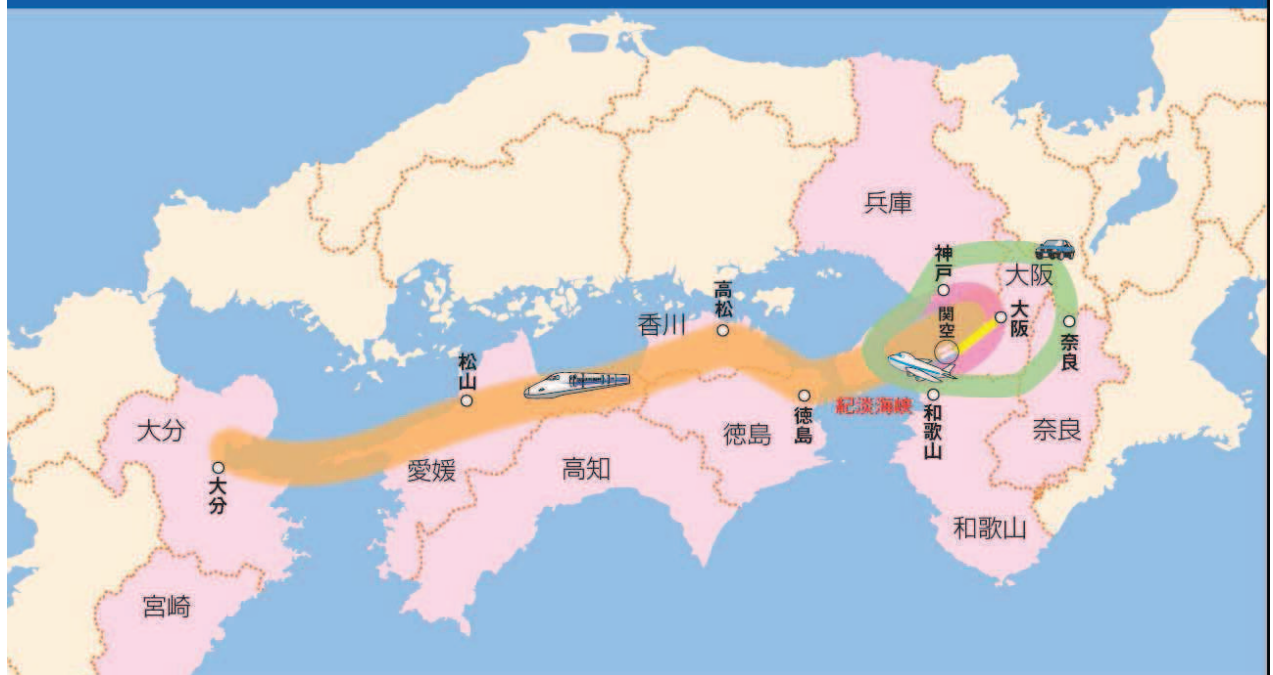 兵庫
神戸
大阪
関空
大阪
奈良
高松
香川
松山
紀淡海峡
徳島
和歌山
大分
徳島
奈良
愛媛
高知
大分
和歌山
宮崎